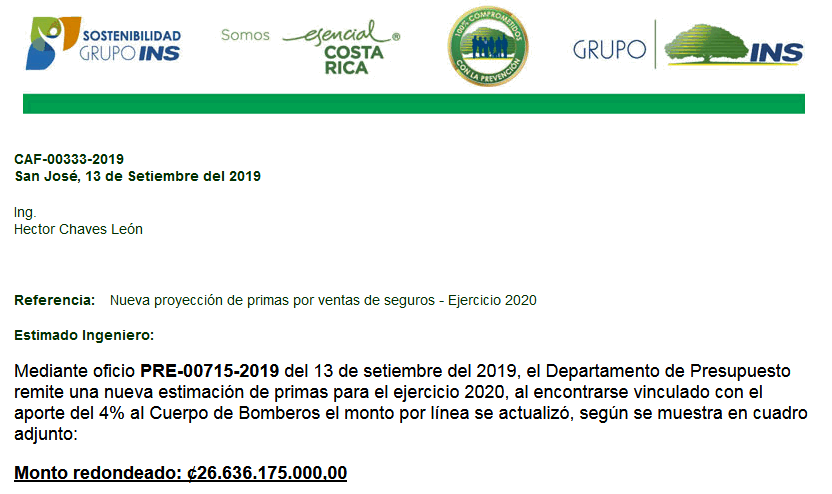 SOSTENIBILIDAD
GRUPO INS
Somos esencial®
COSTA
RICA
100% COMPROMETIDOS
CON LA PREVENCIÓN
GRUPO INS
CAF-00333-2019
San José, 13 de Setiembre del 2019
Ing.
Hector Chaves León
Referencia: Nueva proyección de primas por ventas de seguros - Ejercicio 2020
Estimado Ingeniero:
Mediante oficio PRE-00715-2019 del 13 de setiembre del 2019, el Departamento de Presupuesto
remite una nueva estimación de primas para el ejercicio 2020, al encontrarse vinculado con el
aporte del 4% al Cuerpo de Bomberos el monto por línea se actualizó, según se muestra en cuadro
adjunto:
Monto redondeado: ¢26.636.175.000,00